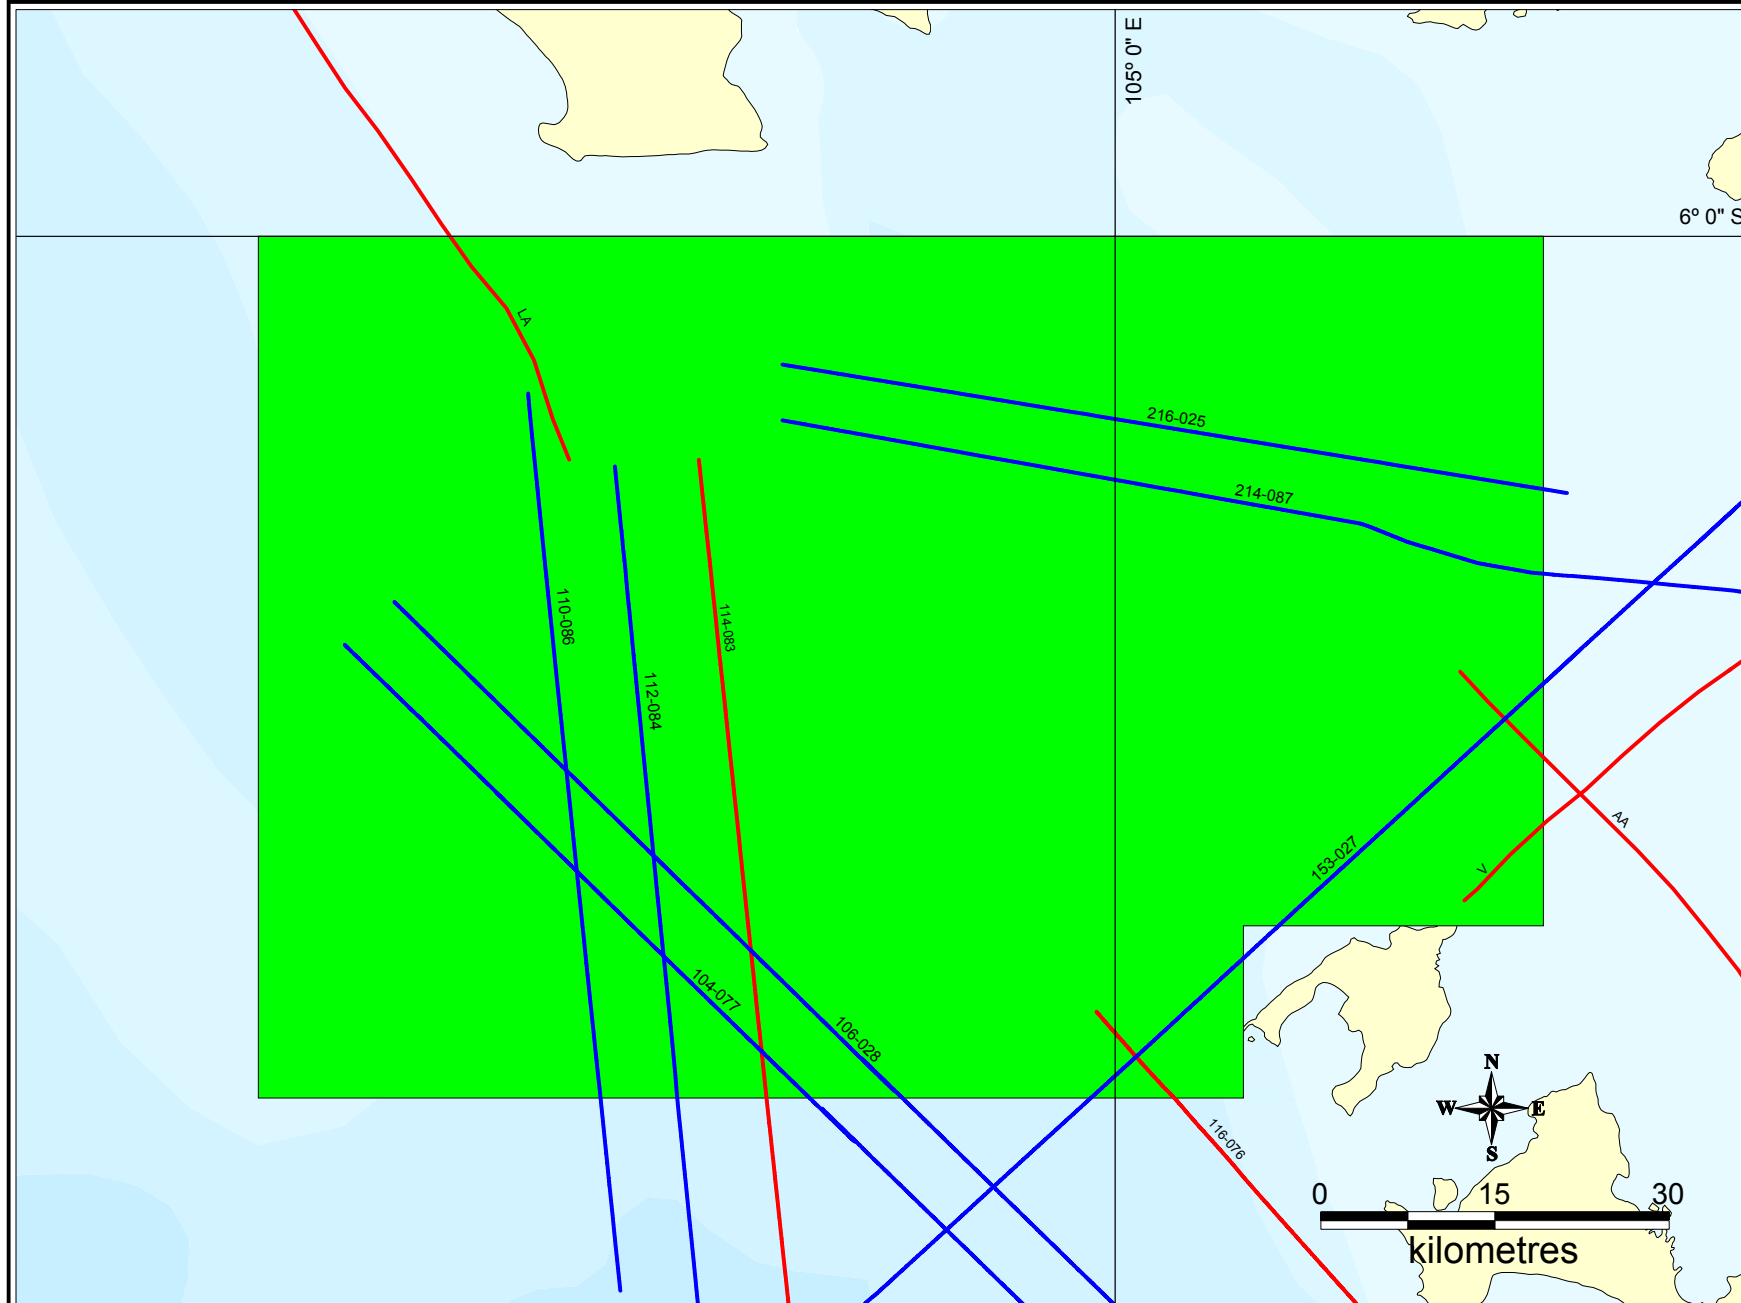 105° 0" E
6° 0" S
LA
216-025
214-087
110-086
114-083
112-084
AA
153-027
V
104-077
106-028
116-076
N
W
E
S
0
15
30
kilometres